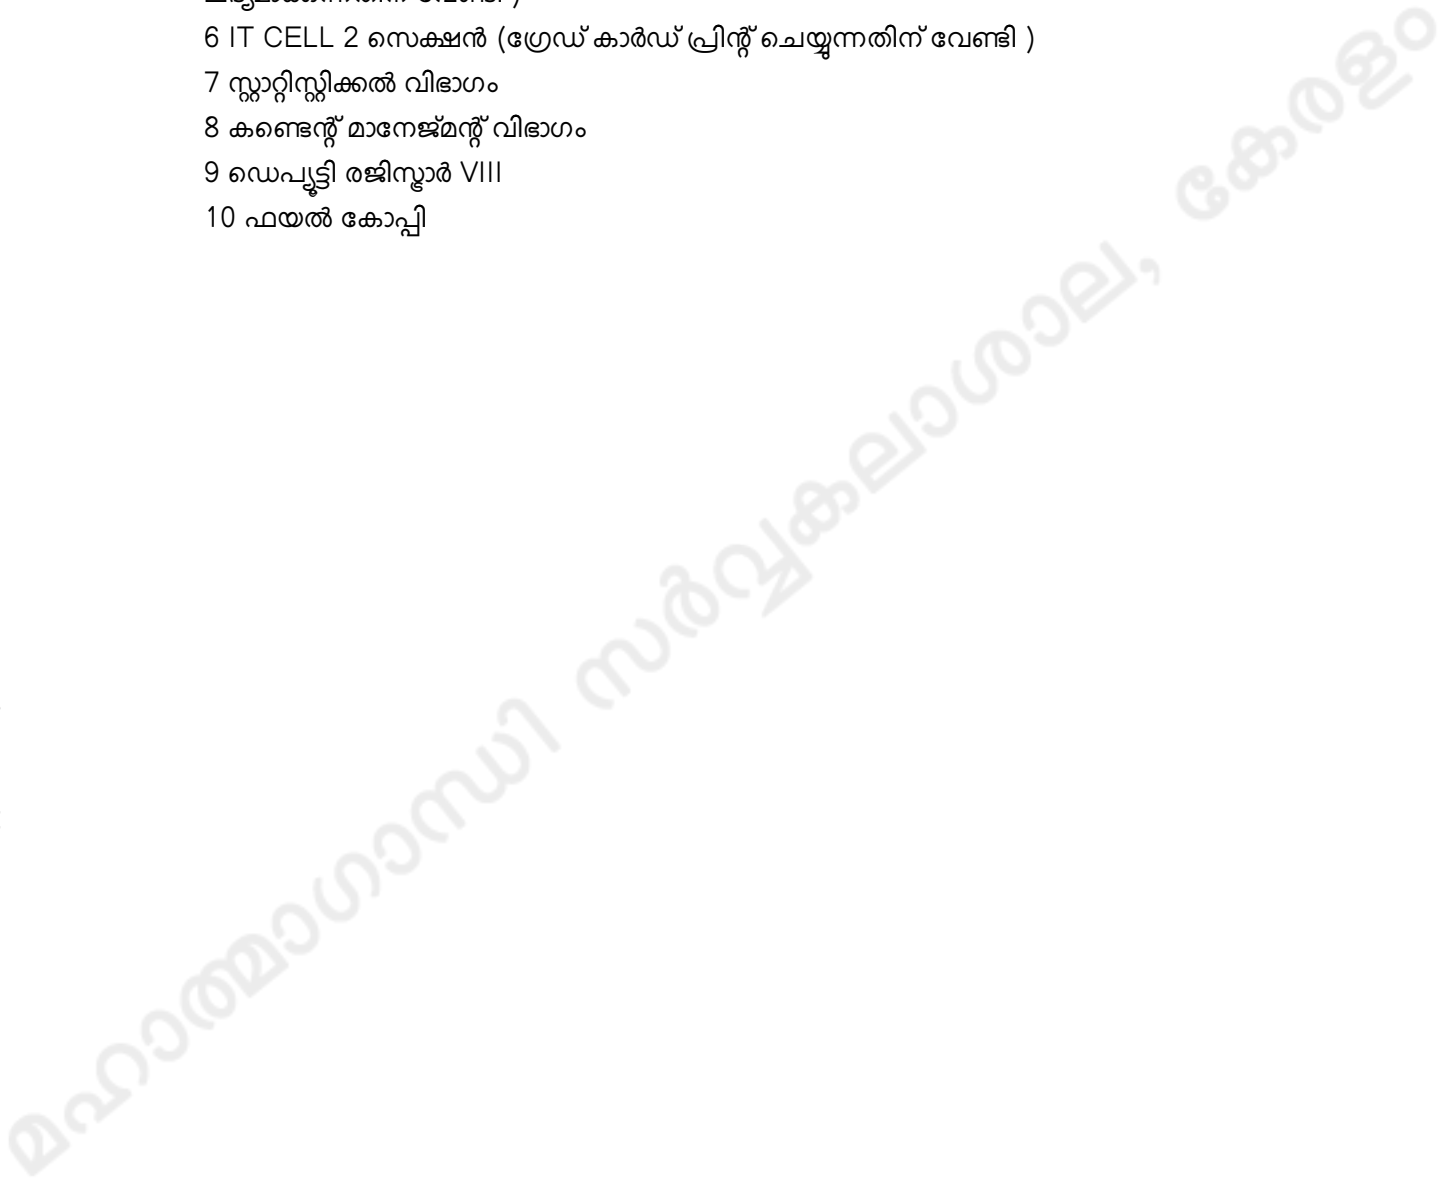 6 IT CELL 2 സെക്ഷൻ (ഗ്രേഡ് കാർഡ് പ്രിന്റ് ചെയ്യുന്നതിന് വേണ്ടി )
7 സ്റ്റാറ്റിസ്റ്റിക്കൽ വിഭാഗം
8 കണ്ടെന്റ് മാനേജ്മന്റ് വിഭാഗം
9 ഡെപ്യൂട്ടി രജിസ്ട്രാർ VIII
10 ഫയൽ കോപ്പി
മഹാത്മാഗാന്ധി സർവ്വകലാശാല, കേരളം